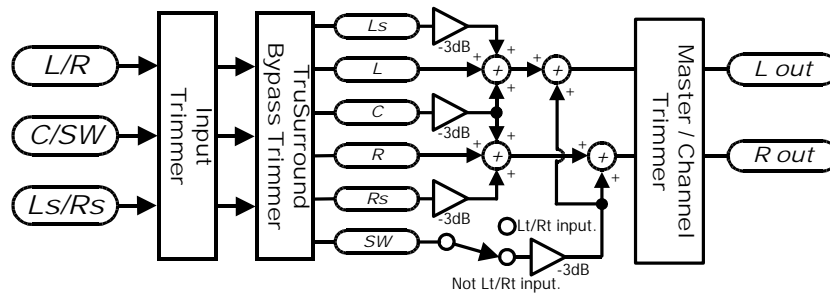 L/R
C/SW
Ls/Rs
Input
Trimmer
TruSurround
Bypass Trimmer
Ls
-3dB
L
C
-3dB
R
Rs
-3dB
SW
Lt/Rt input.
Not Lt/Rt input.
-3dB
+
+
+
+
+
+
+
+
+
+
+
+
+
+
Master / Channel
Trimmer
L out
R out